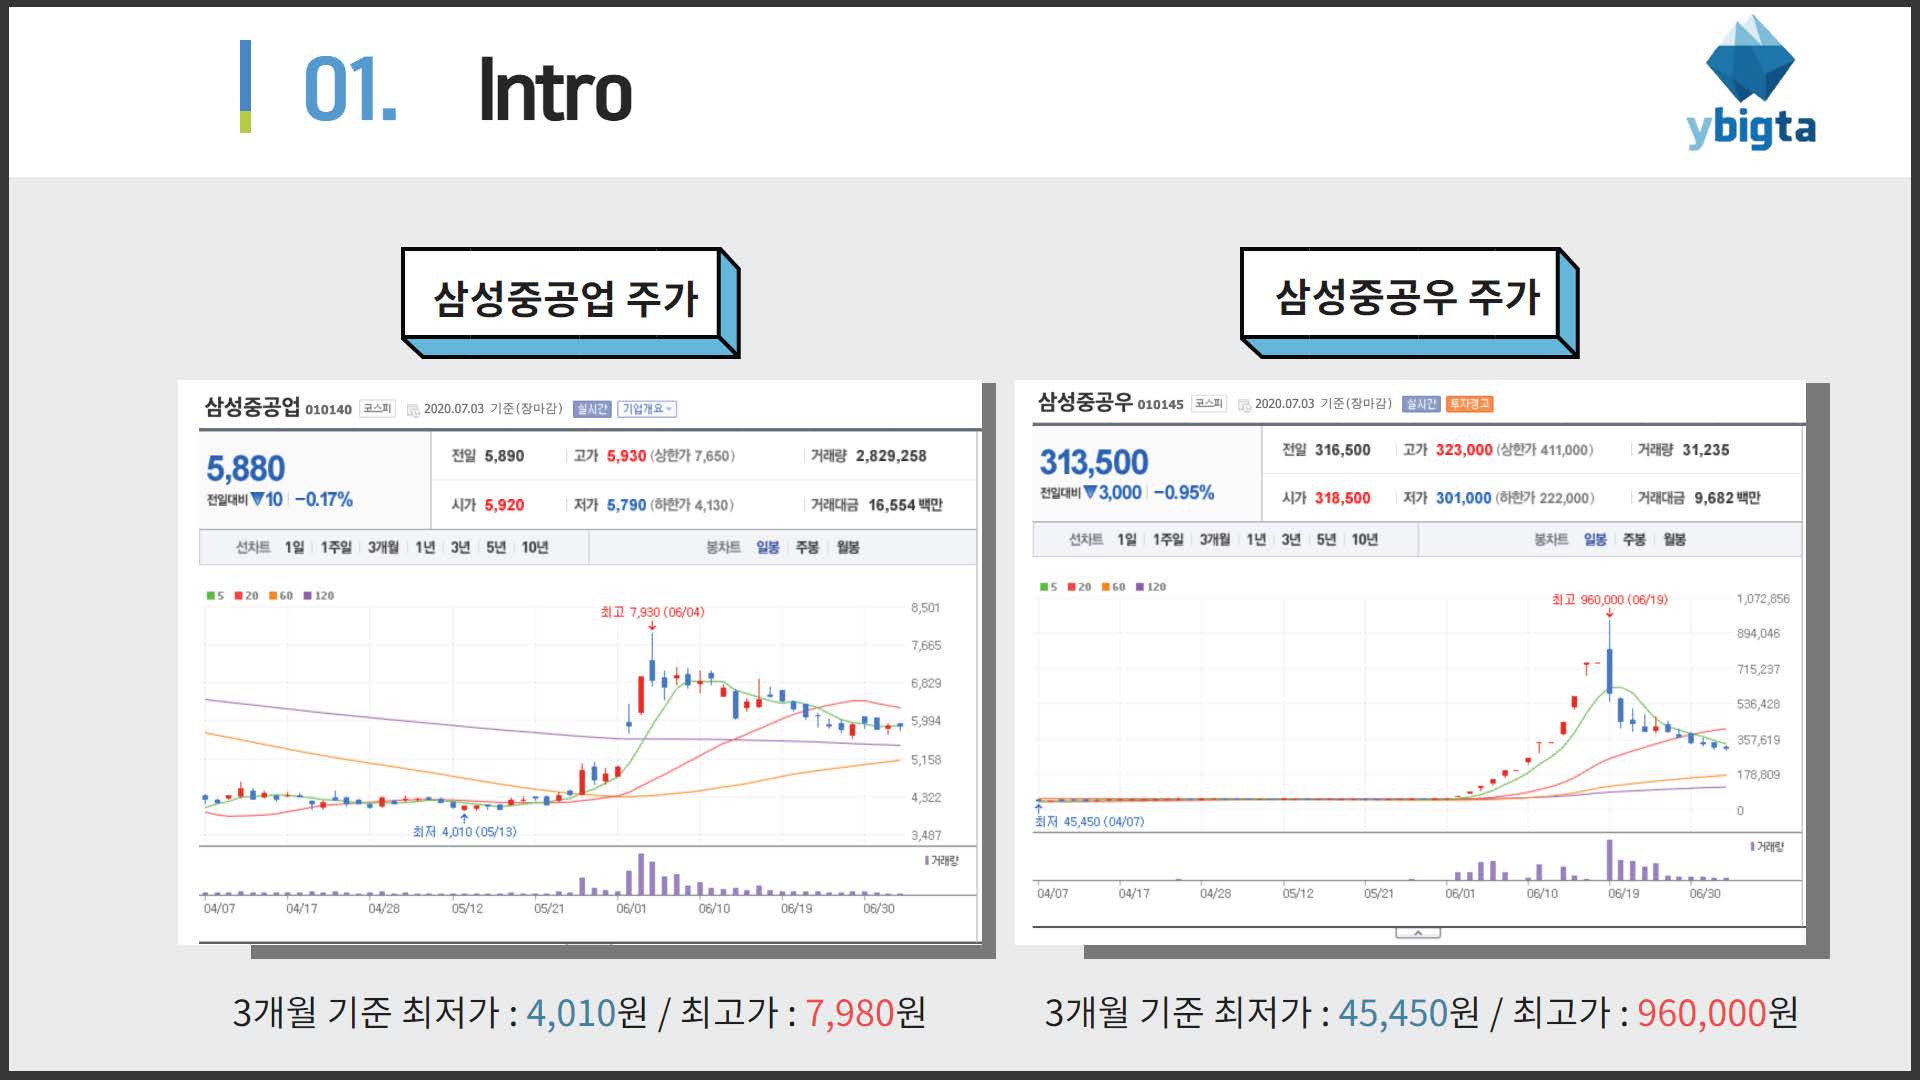 01. Intro
ybigta
삼성중공업 주가
삼성중공우 주가
삼성중공업 010140 코스피 2020.07.03 기준(장마감) 실시간 기업개요
5,880
전일대비 ▼10 -0.17%
전일 5,890 고가 5,930 (상한가 7,650) 거래량 2,829,258
시가 5,920 저가 5,790 (하한가 4,130) 거래대금 16,554 백만
선차트 1일 1주일 3개월 1년 3년 5년 10년 봉차트 일봉 주봉 월봉
5 20 60 120
최고 7,930 (06/04)
8,501
7,665
6,829
5,994
5,158
4,322
3,487
최저 4,010 (05/13)
거래량
04/07 04/17 04/28 05/12 05/21 06/01 06/10 06/19 06/30
삼성중공우 010145 코스피 2020.07.03 기준(장마감) 실시간 투자경고
313,500
전일대비 ▼3,000 -0.95%
전일 316,500 고가 323,000 (상한가 411,000) 거래량 31,235
시가 318,500 저가 301,000 (하한가 222,000) 거래대금 9,682 백만
선차트 1일 1주일 3개월 1년 3년 5년 10년 봉차트 일봉 주봉 월봉
5 20 60 120
최고 960,000 (06/19)
1,072,856
894,046
715,237
536,428
357,619
178,809
0
최저 45,450 (04/07)
거래량
04/07 04/17 04/28 05/12 05/21 06/01 06/10 06/19 06/30
3개월 기준 최저가 : 4,010원 / 최고가 : 7,980원
3개월 기준 최저가 : 45,450원 / 최고가 : 960,000원